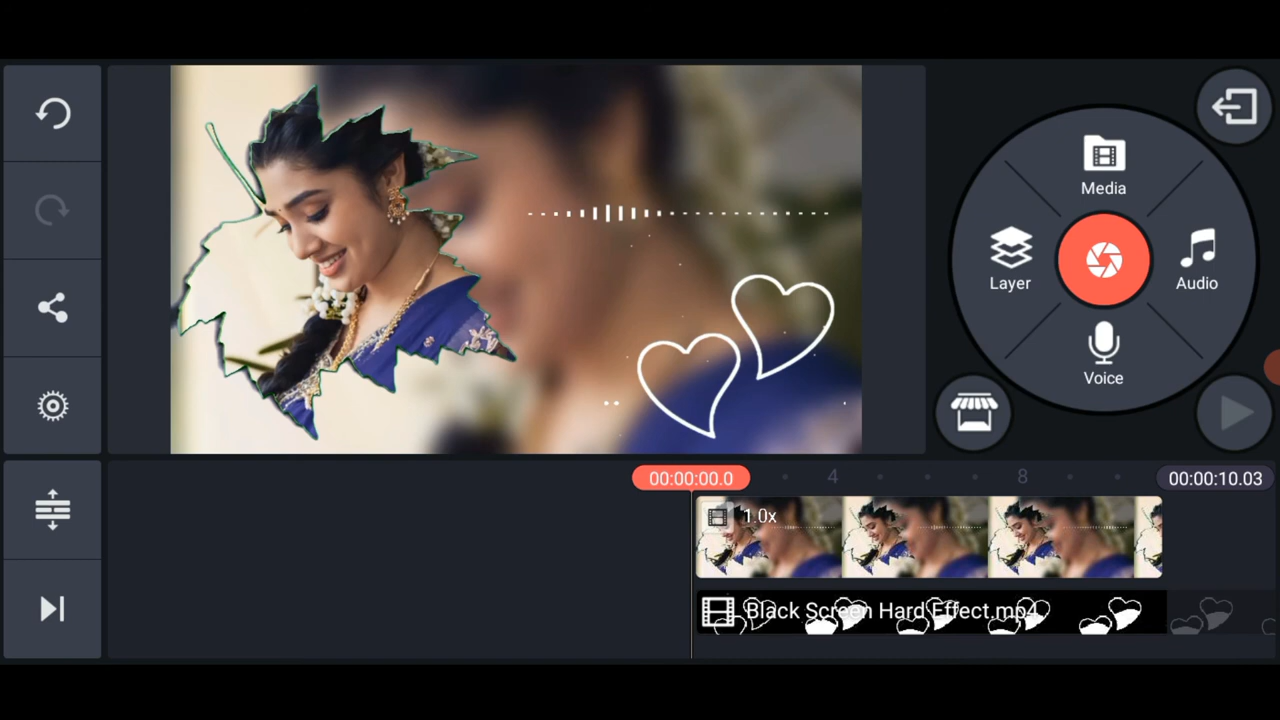 Media
Layer
Audio
Voice
00:00:00.0
4
8
00:00:10.03
1.0x
Black Screen Hard Effect.mp4